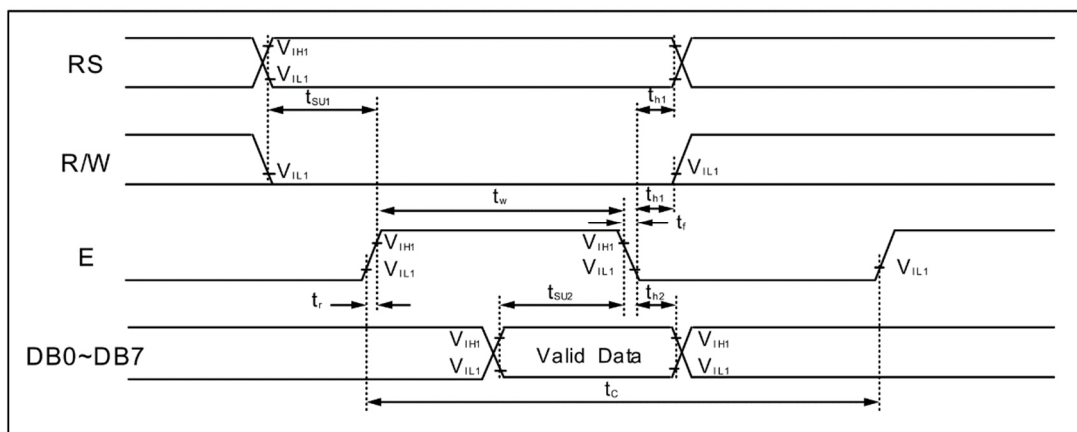 RS
V_IH1
V_IL1
t_SU1
t_h1
R/W
V_IL1
V_IL1
t_w
t_h1
t_f
E
V_IH1
V_IL1
V_IH1
V_IL1
V_IL1
t_r
t_SU2
t_h2
DB0~DB7
V_IH1
V_IL1
Valid Data
V_IH1
V_IL1
t_C